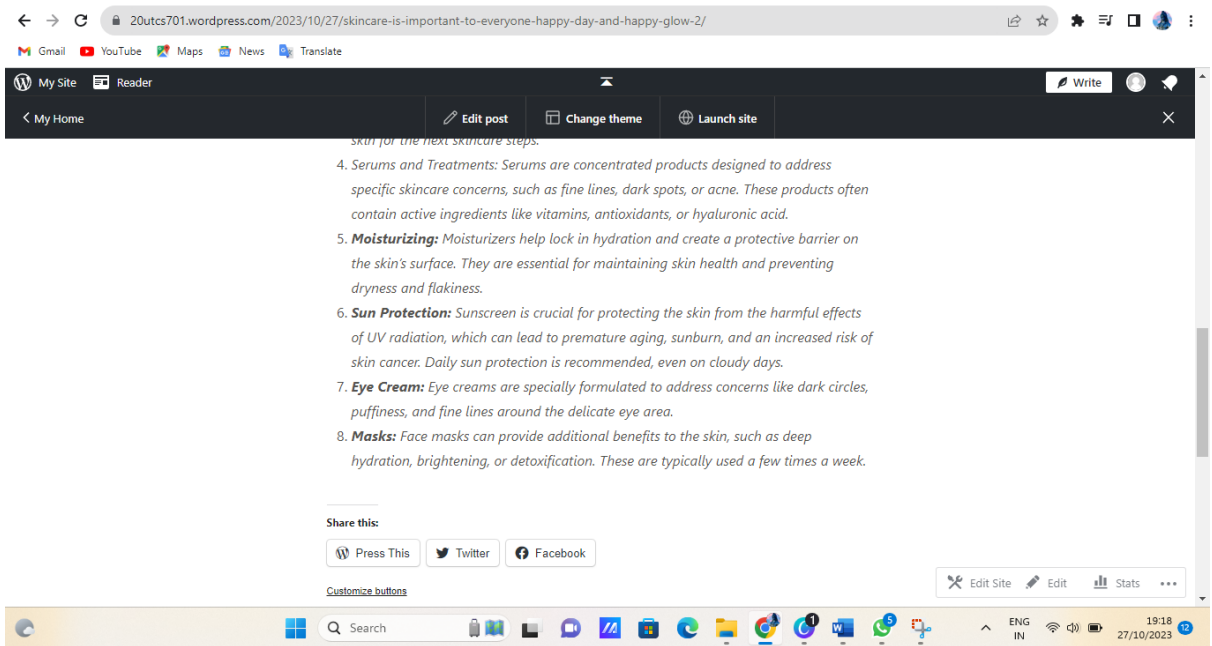 20utcs701.wordpress.com/2023/10/27/skincare-is-important-to-everyone-happy-day-and-happy-glow-2/
Gmail YouTube Maps News Translate
My Site Reader Write
My Home Edit post Change theme Launch site
skin for the next skincare steps.
4. Serums and Treatments: Serums are concentrated products designed to address
specific skincare concerns, such as fine lines, dark spots, or acne. These products often
contain active ingredients like vitamins, antioxidants, or hyaluronic acid.
5. Moisturizing: Moisturizers help lock in hydration and create a protective barrier on
the skin's surface. They are essential for maintaining skin health and preventing
dryness and flakiness.
6. Sun Protection: Sunscreen is crucial for protecting the skin from the harmful effects
of UV radiation, which can lead to premature aging, sunburn, and an increased risk of
skin cancer. Daily sun protection is recommended, even on cloudy days.
7. Eye Cream: Eye creams are specially formulated to address concerns like dark circles,
puffiness, and fine lines around the delicate eye area.
8. Masks: Face masks can provide additional benefits to the skin, such as deep
hydration, brightening, or detoxification. These are typically used a few times a week.
Share this:
Press This Twitter Facebook
Customize buttons
Edit Site Edit Stats
Search
1
5
ENG
IN
19:18
27/10/2023
12